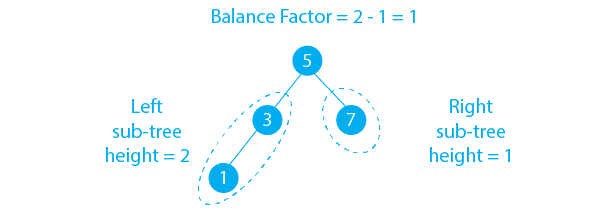 Balance Factor = 2 - 1 = 1
5
Left
sub-tree
height = 2
3
7
Right
sub-tree
height = 1
1